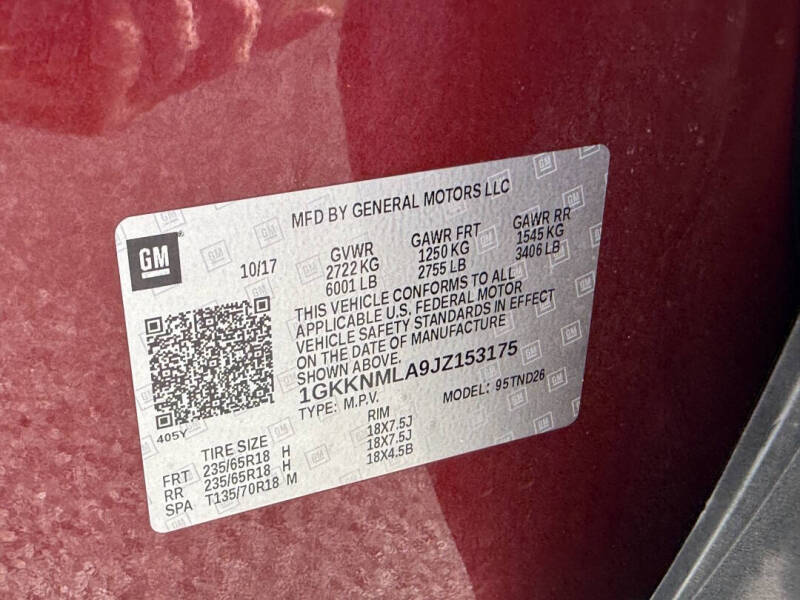 MFD BY GENERAL MOTORS LLC
GM
10/17
GVWR
2722 KG
6001 LB
GAWR FRT
1250 KG
2755 LB
GAWR RR
1545 KG
3406 LB
THIS VEHICLE CONFORMS TO ALL
APPLICABLE U.S. FEDERAL MOTOR
VEHICLE SAFETY STANDARDS IN EFFECT
ON THE DATE OF MANUFACTURE
SHOWN ABOVE.
1GKKNMLA9JZ153175
TYPE: M.P.V.
MODEL: 95TND26
405Y
TIRE SIZE
RIM
FRT 235/65R18 H 18X7.5J
RR 235/65R18 H 18X7.5J
SPA T135/70R18 M 18X4.5B